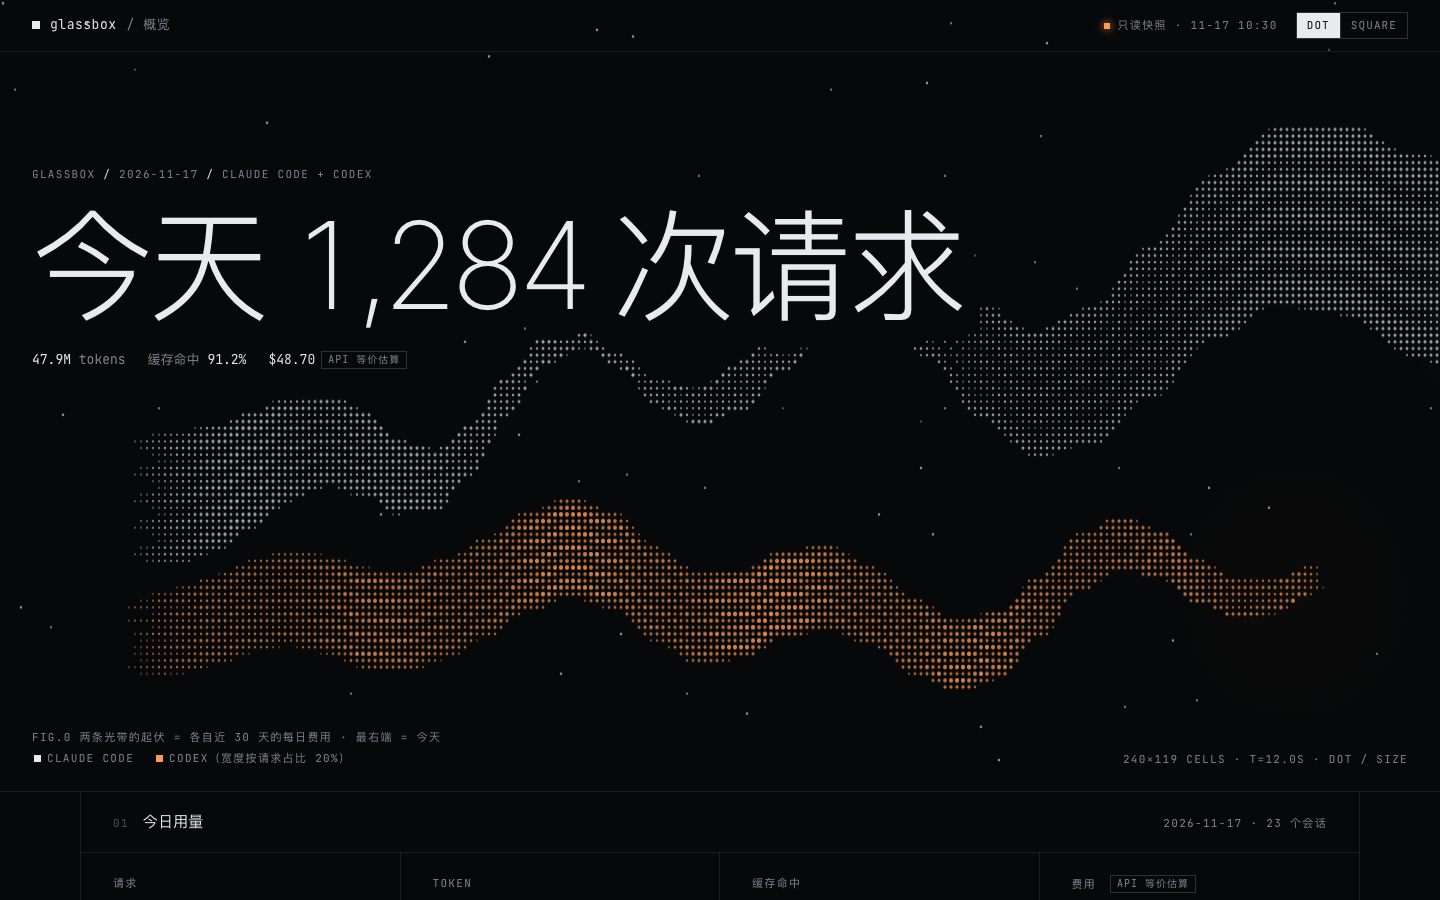 glassbox / 概览
只读快照 · 11-17 10:30 DOT SQUARE
GLASSBOX / 2026-11-17 / CLAUDE CODE + CODEX
今天 1,284 次请求
47.9M tokens 缓存命中 91.2% $48.70 API 等价估算
FIG.0 两条光带的起伏 = 各自近 30 天的每日费用 · 最右端 = 今天
CLAUDE CODE CODEX (宽度按请求占比 20%)
240×119 CELLS · T=12.0S · DOT / SIZE
01 今日用量
2026-11-17 · 23 个会话
请求 TOKEN 缓存命中 费用 API 等价估算